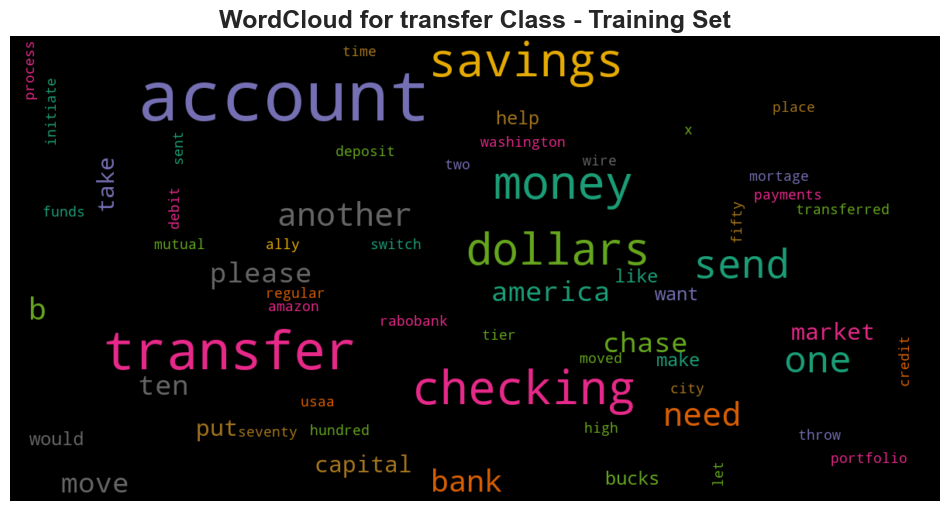 WordCloud for transfer Class - Training Set
process
time
savings
account
initiate
place
help
x
sent
washington
deposit
two
wire
take
money
mortage
payments
debit
another
funds
fifty
transferred
mutual
ally
switch
dollars
send
please
like
america
want
regular
amazon
b
rabobank
market
tier
chase
transfer
one
moved
make
credit
ten
checking
city
usaa
need
put
seventy
hundred
high
throw
would
capital
portfolio
let
move
bank
bucks